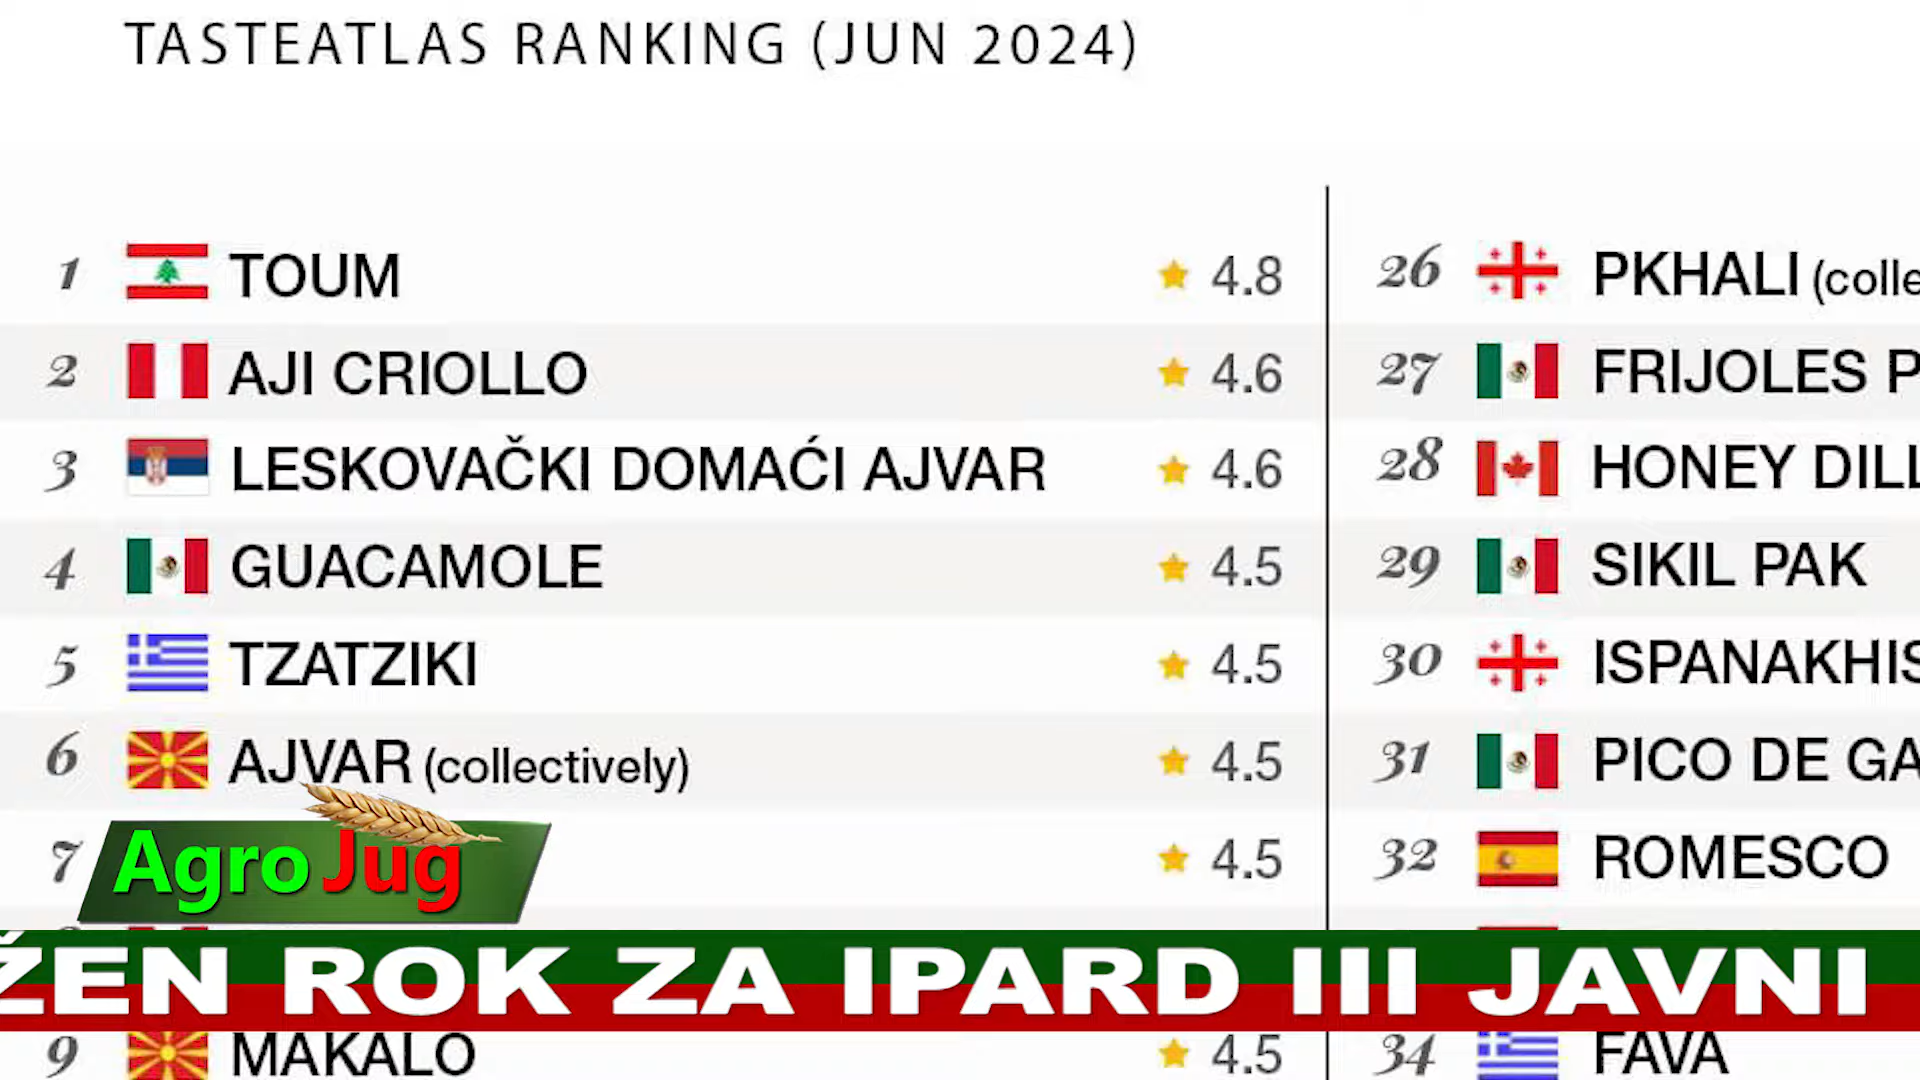 TASTEATLAS RANKING (JUN 2024)
1 TOUM 4.8
2 AJI CRIOLLO 4.6
3 LESKOVAČKI DOMAĆI AJVAR 4.6
4 GUACAMOLE 4.5
5 TZATZIKI 4.5
6 AJVAR (collectively) 4.5
7 4.5
9 MAKALO 4.5
26 PKHALI (colle
27 FRIJOLES P
28 HONEY DILL
29 SIKIL PAK
30 ISPANAKHIS
31 PICO DE GA
32 ROMESCO
34 FAVA
AgroJug
ŽEN ROK ZA IPARD III JAVNI